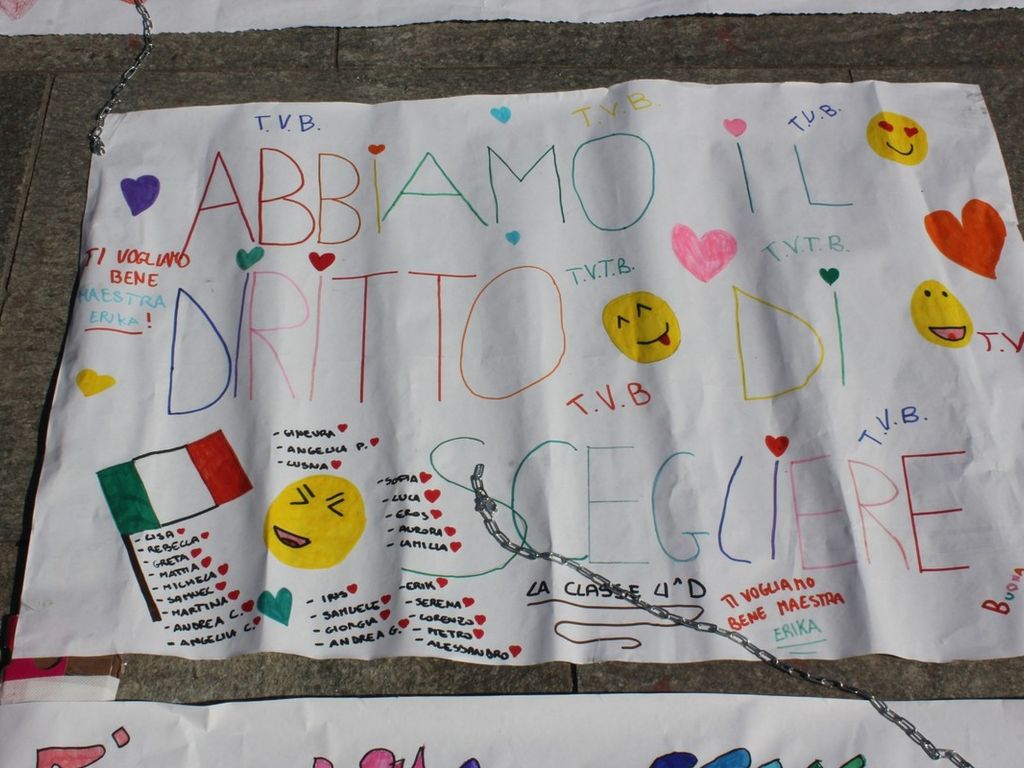 T.V.B.
T.V.B.
T.V.B.
ABBIAMO IL
TI VOGLIAMO
BENE
MAESTRA
ERIKA!
DIRITTO DI
T.V.T.B.
T.V.T.B.
T.V.B
T.V.B.
SCEGLIERE
- GINEVRA
- ANGELICA P.
- LUSNA
- SOFIA
- LUCA
- EROS
- AURORA
- CAMILLA
- LISA
- REBECCA
- GRETA
- MATTIA
- MICHELA
- SAMUEL
- MARTINA
- ANDREA C.
- ANGELICA C.
- IRIS
- SAMUELE
- GIORGIA
- ANDREA G.
- ERIK
- SERENA
- LORENZO
- PIETRO
- ALESSANDRO
LA CLASSE 4^D
TI VOGLIAMO
BENE MAESTRA
ERIKA
BUONA